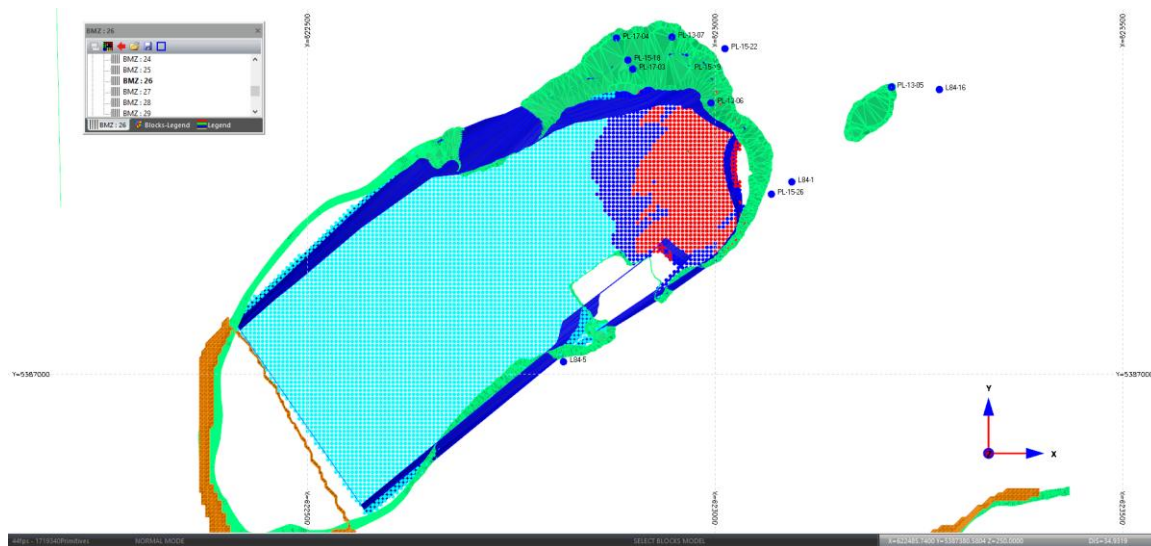 BMZ : 26
BMZ : 24
BMZ : 25
BMZ : 26
BMZ : 27
BMZ : 28
BMZ : 29
BMZ : 26 Blocks-Legend Legend
PL-17-04
PL-13-07
PL-15-22
PL-15-18
PL-17-03
PL-13-06
PL-13-05
L84-16
L84-1
PL-15-26
L84-5
Y=5387000
Y=5387000
Y
X
NORMAL MODE
SELECT BLOCKS MODEL